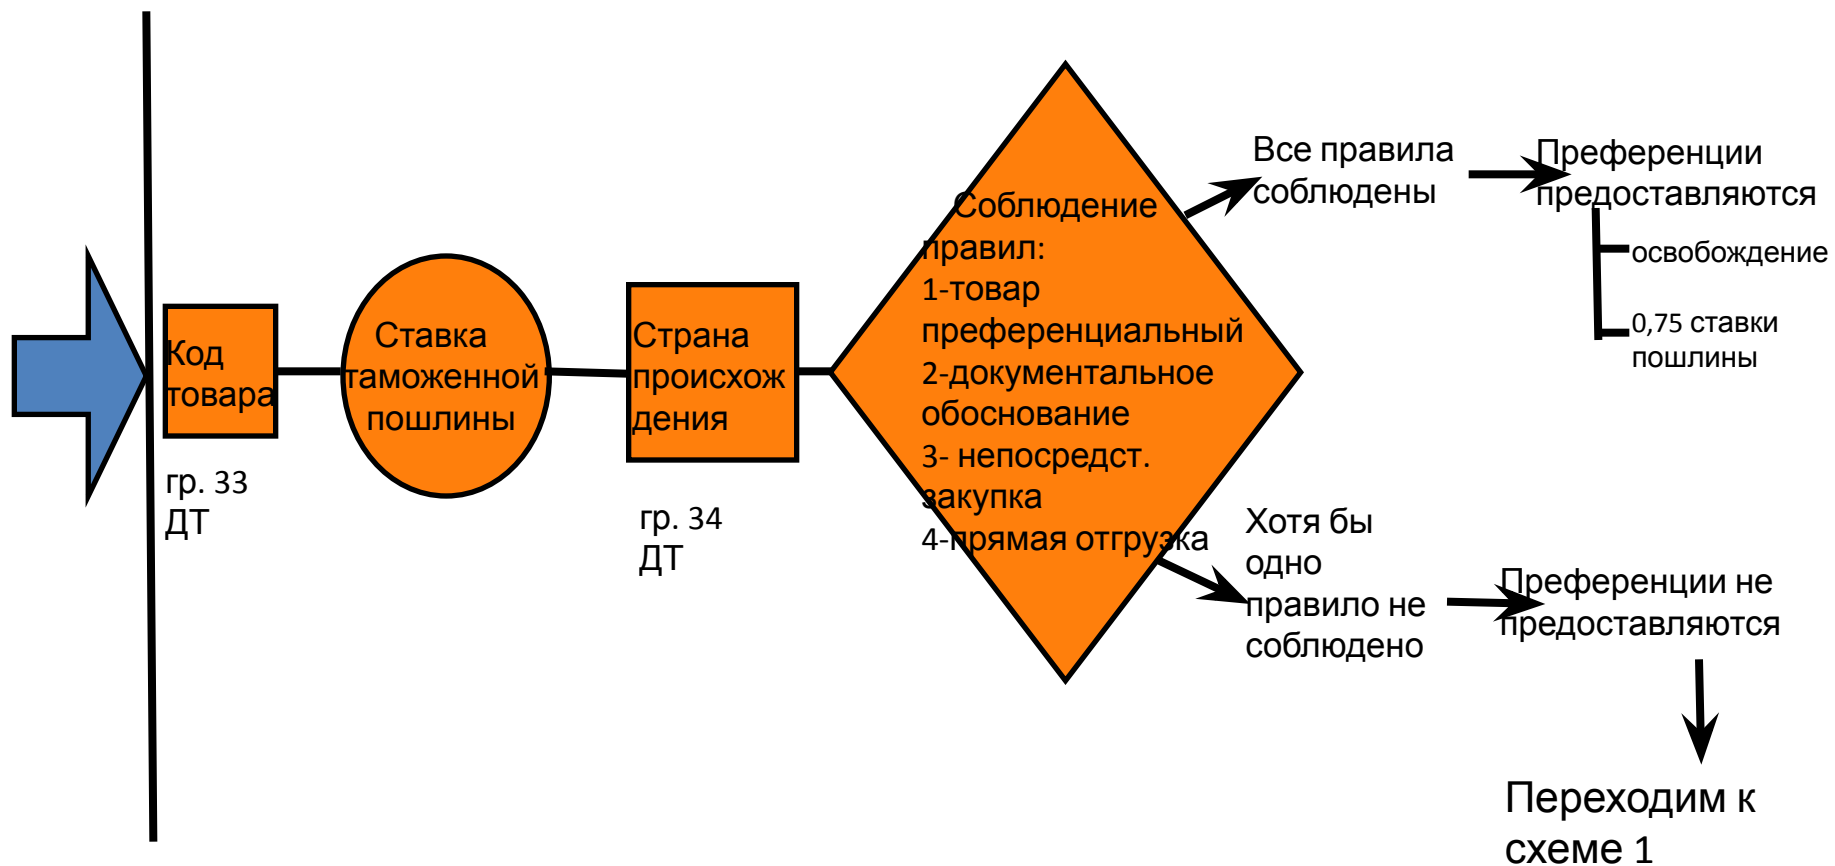 Код
товара
гр. 33
ДТ
Ставка
таможенной
пошлины
Страна
происхож
дения
гр. 34
ДТ
Соблюдение
правил:
1-товар
преференциальный
2-документальное
обоснование
3- непосредст.
закупка
4-прямая отгрузка
Все правила
соблюдены
Преференции
предоставляются
освобождение
0,75 ставки
пошлины
Хотя бы
одно
правило не
соблюдено
Преференции не
предоставляются
Переходим к
схеме 1